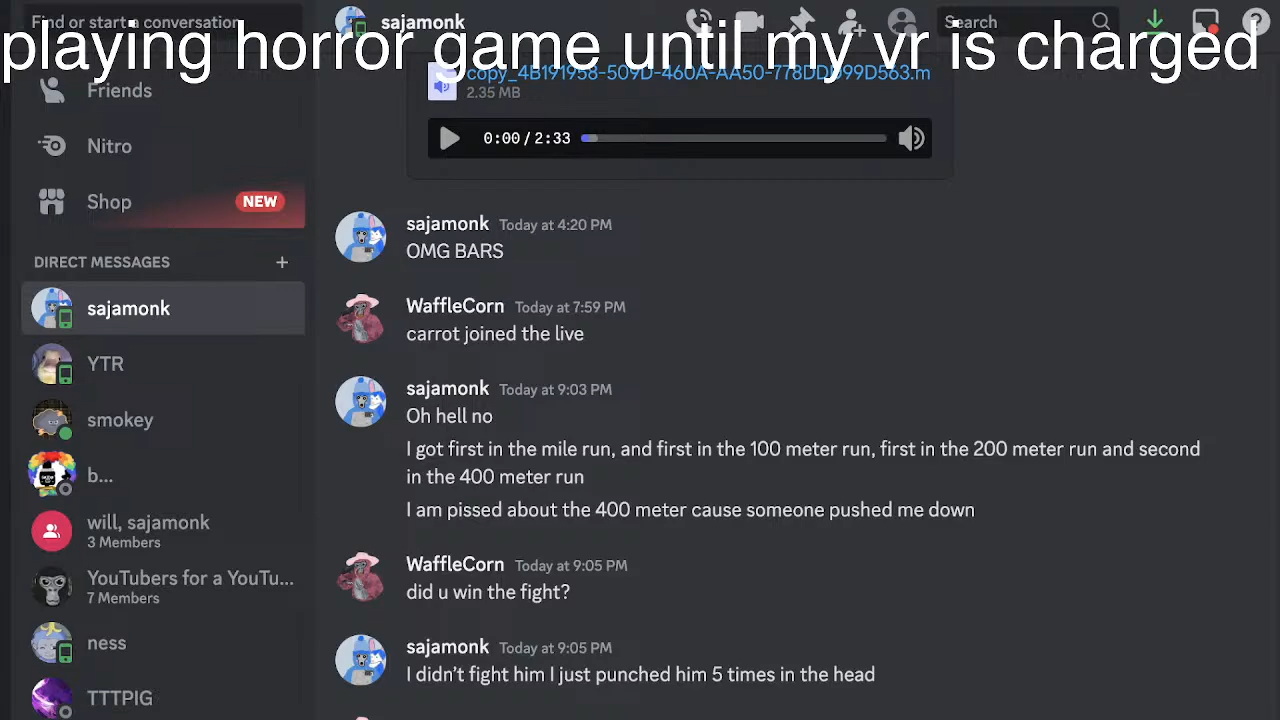 Find or start a conversation
sajamonk
Search
playing horror game until my vr is charged
Friends
Nitro
Shop
NEW
DIRECT MESSAGES
sajamonk
YTR
smokey
b...
will, sajamonk
3 Members
YouTubers for a YouTu...
7 Members
ness
TTTPIG
copy_4B191958-509D-460A-AA50-778DDD99D563.m
2.35 MB
0:00 / 2:33
sajamonk Today at 4:20 PM
OMG BARS
WaffleCorn Today at 7:59 PM
carrot joined the live
sajamonk Today at 9:03 PM
Oh hell no
I got first in the mile run, and first in the 100 meter run, first in the 200 meter run and second
in the 400 meter run
I am pissed about the 400 meter cause someone pushed me down
WaffleCorn Today at 9:05 PM
did u win the fight?
sajamonk Today at 9:05 PM
I didn't fight him I just punched him 5 times in the head